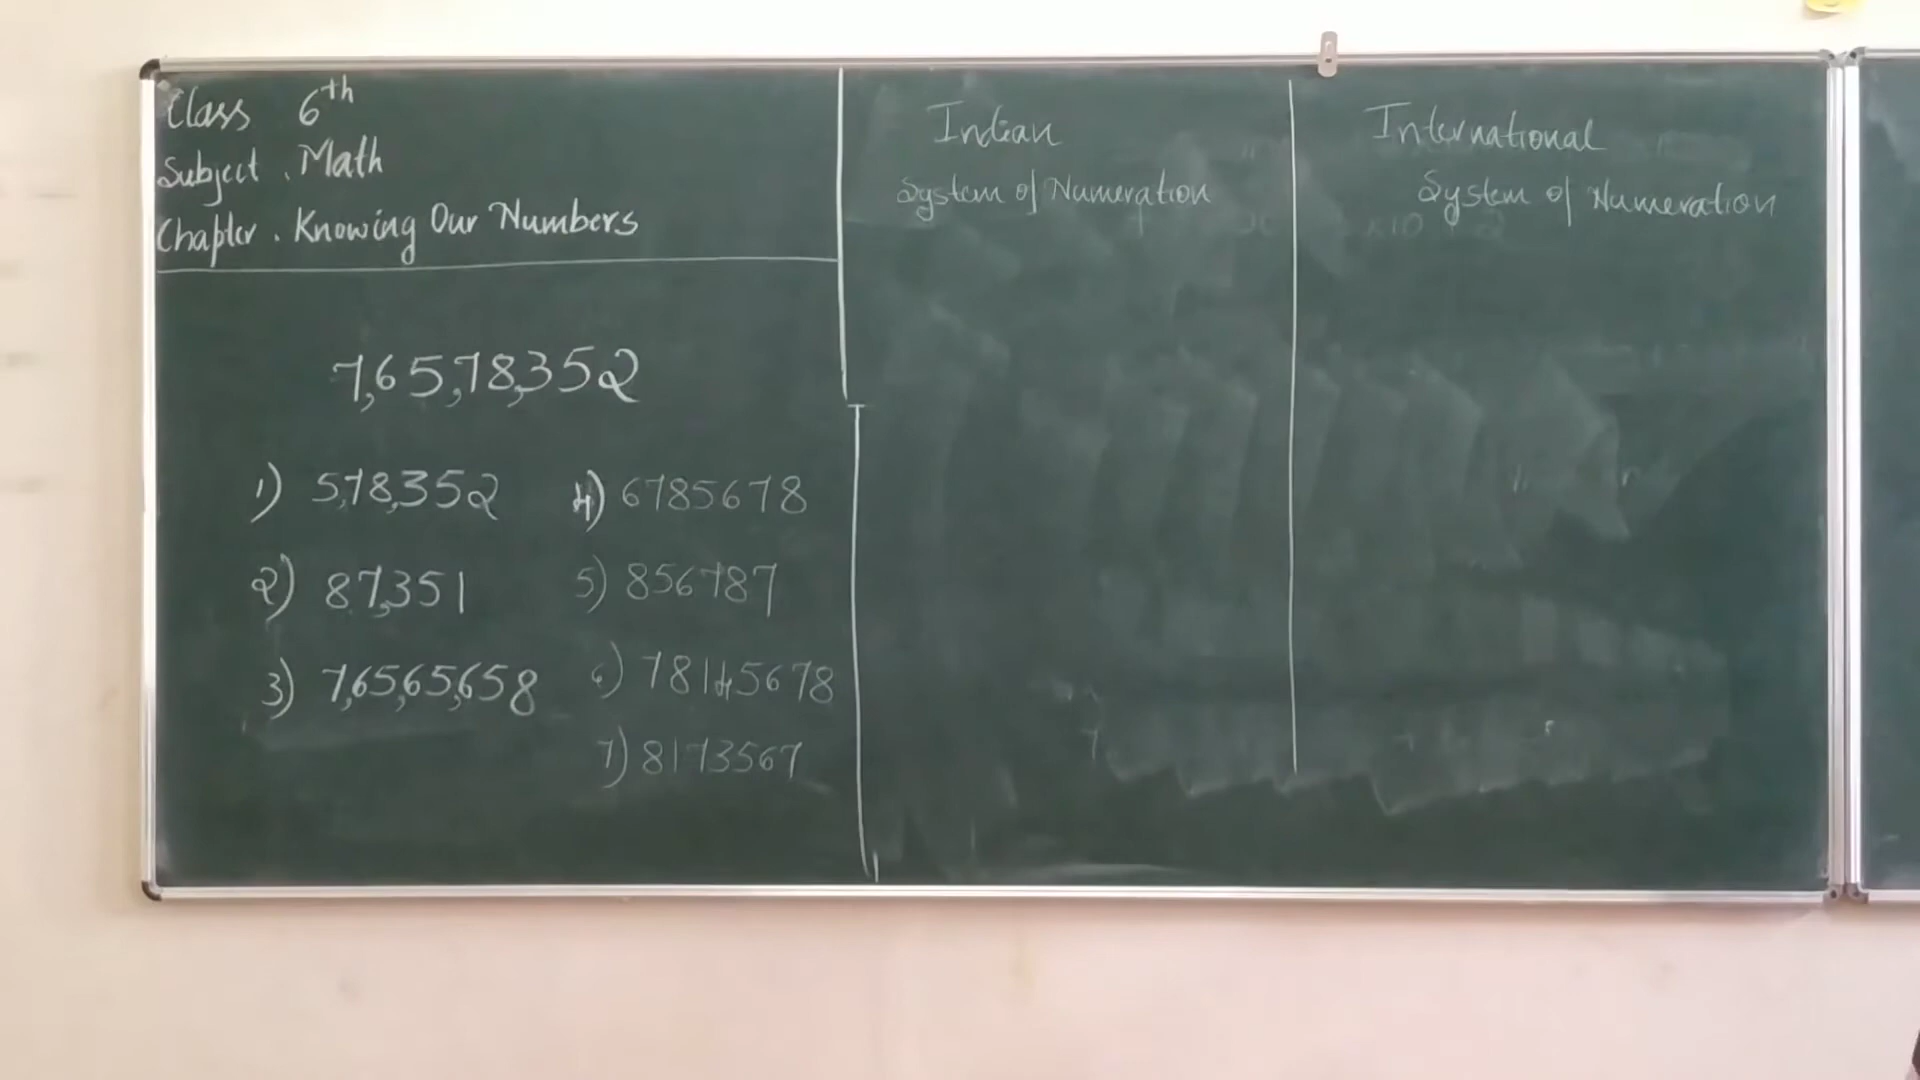 Class 6th
Subject . Math
Chapter . Knowing Our Numbers
7,65,78,352
1) 5,78,352
2) 87,351
3) 7,65,65,658
4) 6785678
5) 856787
6) 78145678
7) 8173567
Indian
System of Numeration
International
System of Numeration